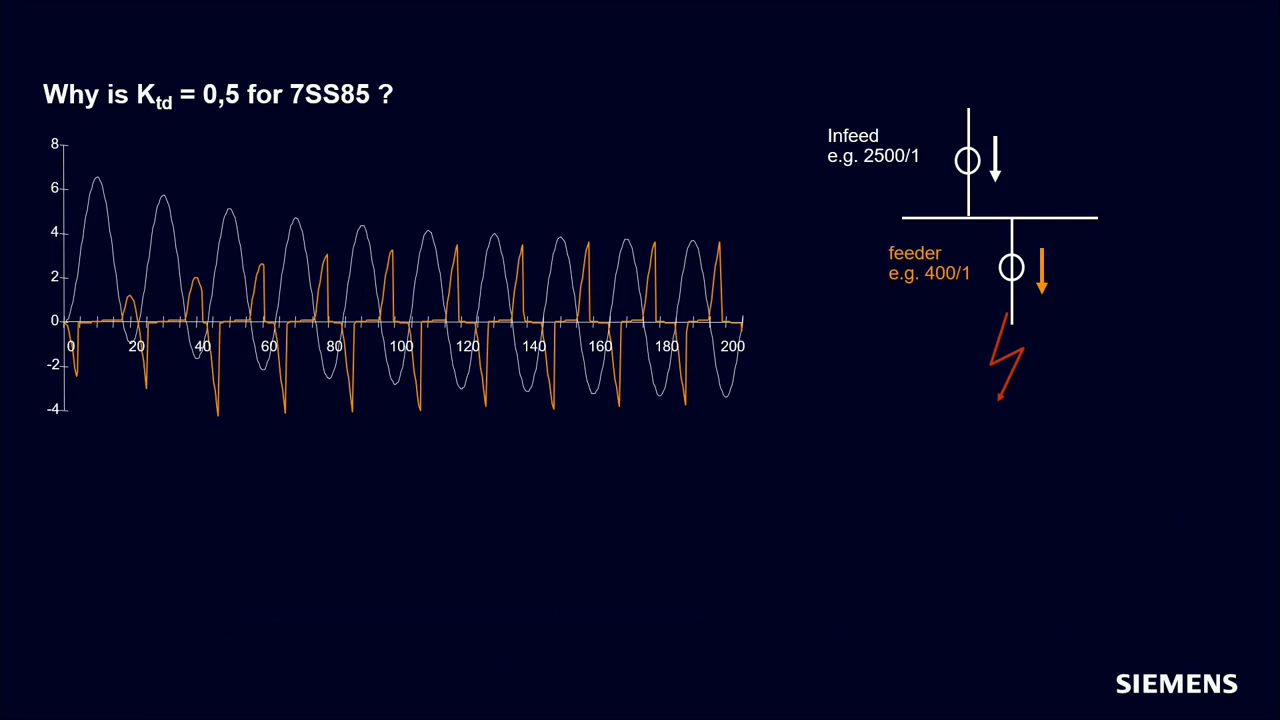 Why is Ktd = 0,5 for 7SS85 ?
8
6
4
2
0
-2
-4
0 20 40 60 80 100 120 140 160 180 200
Infeed
e.g. 2500/1
feeder
e.g. 400/1
SIEMENS